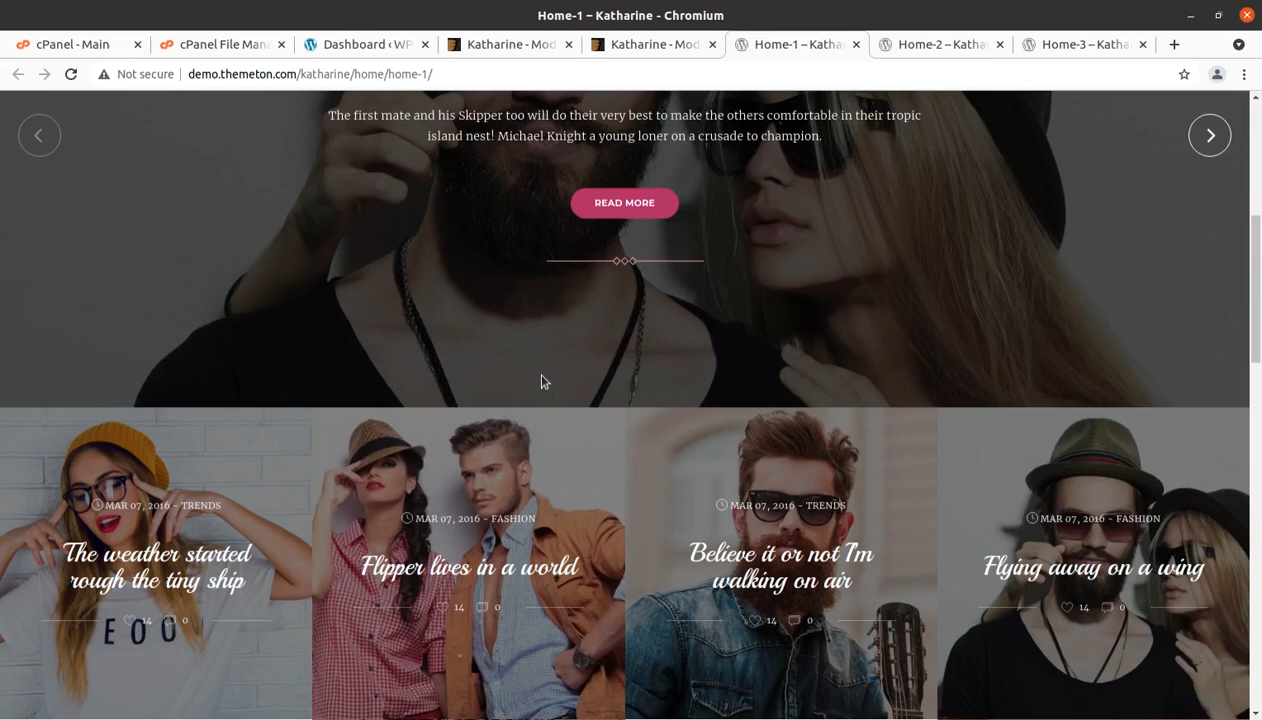 Home-1 – Katharine - Chromium
cPanel - Main
cPanel File Man
Dashboard ‹ WP
Katharine - Mod
Katharine - Mod
Home-1 – Katha
Home-2 – Katha
Home-3 – Katha
Not secure
demo.themeton.com/katharine/home/home-1/
The first mate and his Skipper too will do their very best to make the others comfortable in their tropic
island nest! Michael Knight a young loner on a crusade to champion.
READ MORE
MAR 07, 2016 - TRENDS
The weather started
rough the tiny ship
14 0
EOO
MAR 07, 2016 - FASHION
Flipper lives in a world
14 0
MAR 07, 2016 - TRENDS
Believe it or not I'm
walking on air
14 0
MAR 07, 2016 - FASHION
Flying away on a wing
14 0